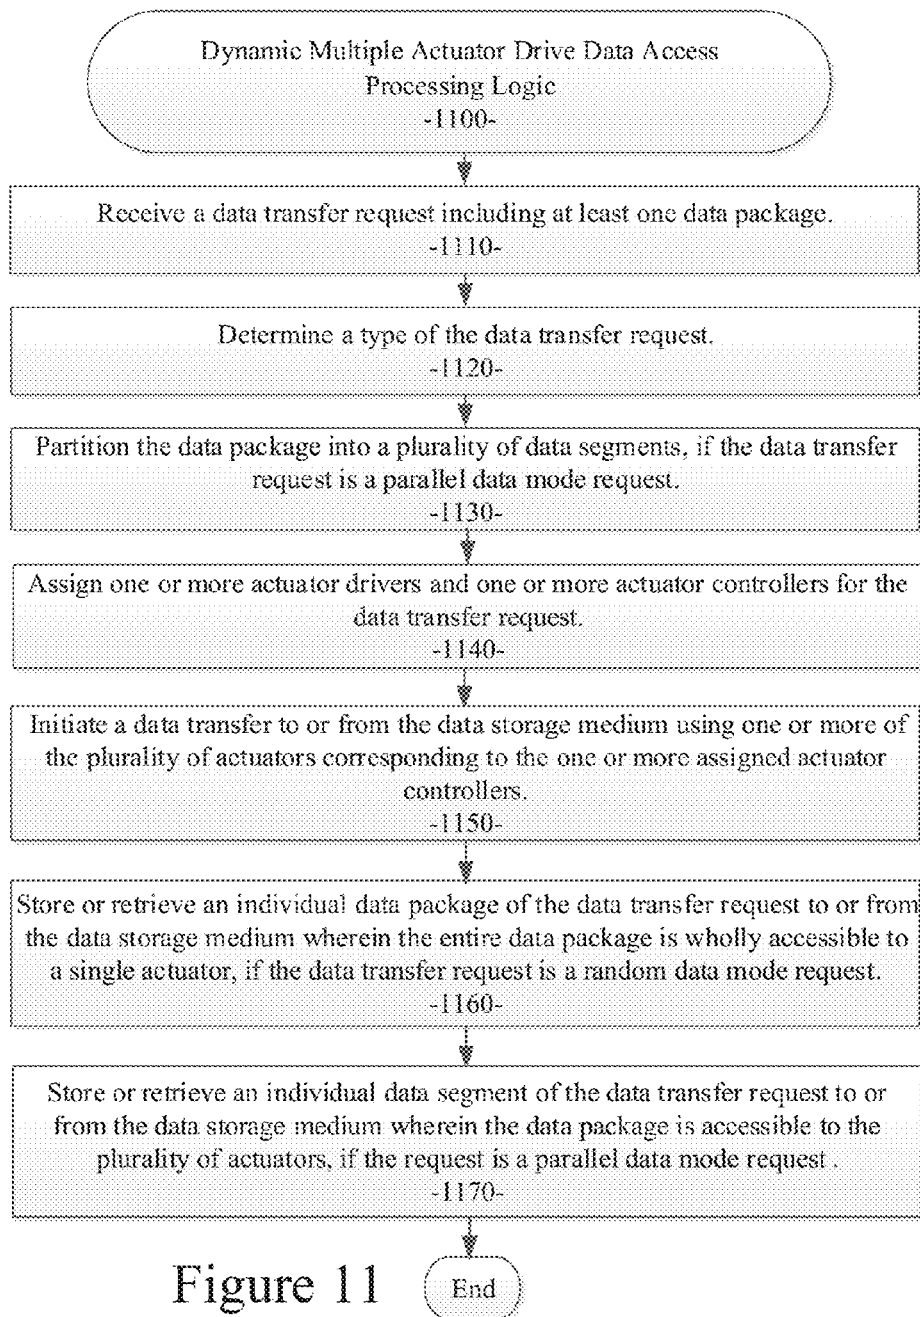 Dynamic Multiple Actuator Drive Data Access
Processing Logic
-1100-
Receive a data transfer request including at least one data package.
-1110-
Determine a type of the data transfer request.
-1120-
Partition the data package into a plurality of data segments, if the data transfer
request is a parallel data mode request.
-1130-
Assign one or more actuator drivers and one or more actuator controllers for the
data transfer request.
-1140-
Initiate a data transfer to or from the data storage medium using one or more of
the plurality of actuators corresponding to the one or more assigned actuator
controllers.
-1150-
Store or retrieve an individual data package of the data transfer request to or from
the data storage medium wherein the entire data package is wholly accessible to
a single actuator, if the data transfer request is a random data mode request.
-1160-
Store or retrieve an individual data segment of the data transfer request to or
from the data storage medium wherein the data package is accessible to the
plurality of actuators, if the request is a parallel data mode request .
-1170-
Figure 11
End